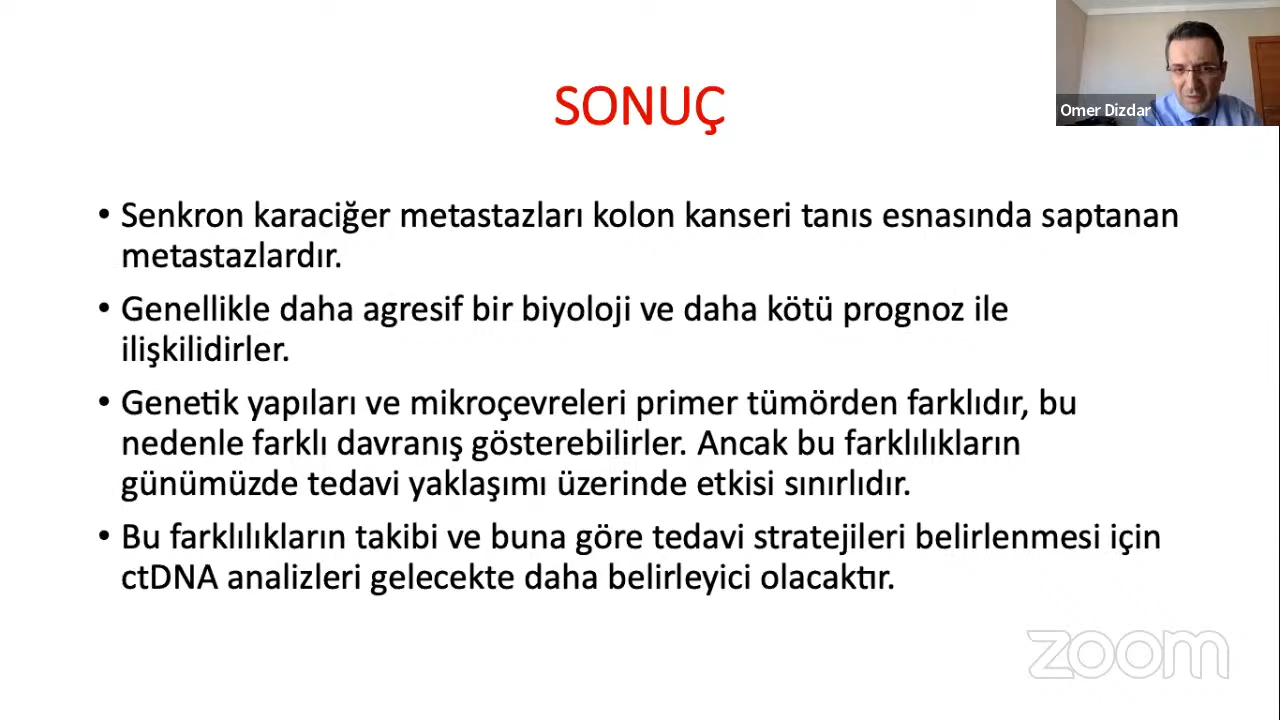 SONUÇ
Omer Dizdar
• Senkron karaciğer metastazları kolon kanseri tanıs esnasında saptanan
metastazlardır.
• Genellikle daha agresif bir biyoloji ve daha kötü prognoz ile
ilişkilidirler.
• Genetik yapıları ve mikroçevreleri primer tümörden farklıdır, bu
nedenle farklı davranış gösterebilirler. Ancak bu farklılıkların
günümüzde tedavi yaklaşımı üzerinde etkisi sınırlıdır.
• Bu farklılıkların takibi ve buna göre tedavi stratejileri belirlenmesi için
ctDNA analizleri gelecekte daha belirleyici olacaktır.
zoom